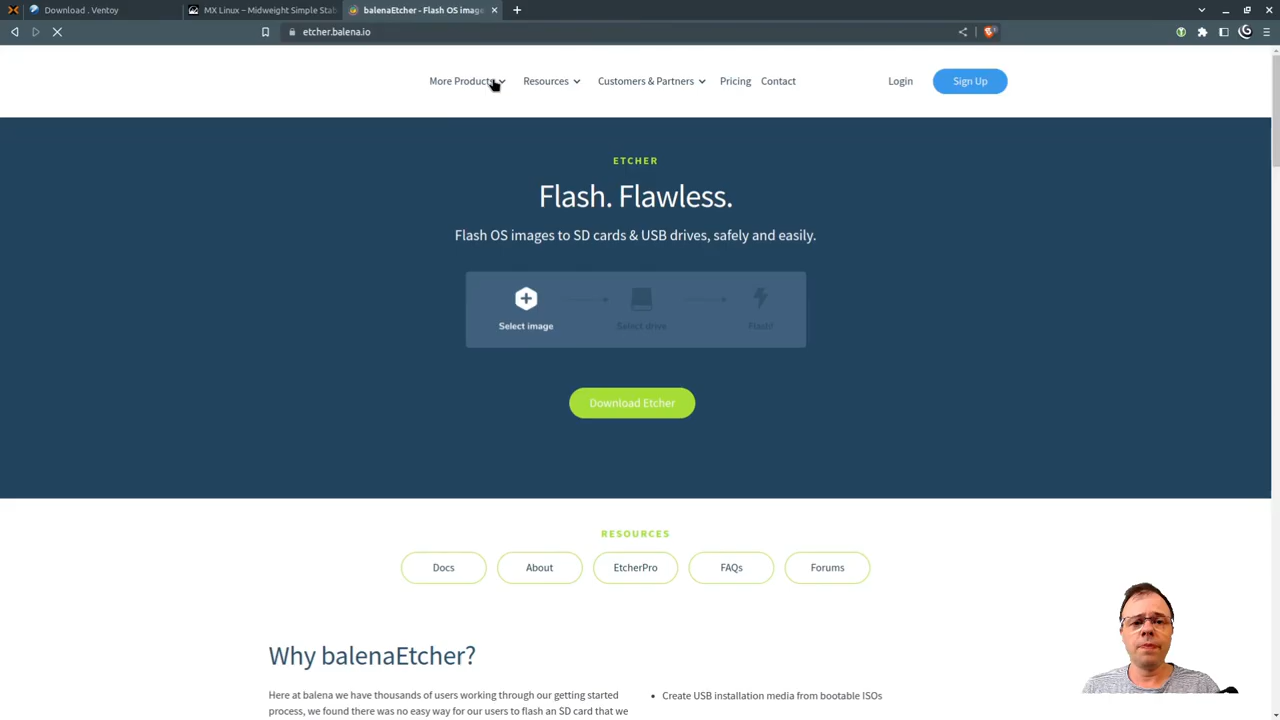 Download . Ventoy
MX Linux – Midweight Simple Stab
balenaEtcher - Flash OS imag
etcher.balena.io
More Products
Resources
Customers & Partners
Pricing
Contact
Login
Sign Up
ETCHER
Flash. Flawless.
Flash OS images to SD cards & USB drives, safely and easily.
Select image
Select drive
Flash!
Download Etcher
RESOURCES
Docs
About
EtcherPro
FAQs
Forums
Why balenaEtcher?
Here at balena we have thousands of users working through our getting started
process, we found there was no easy way for our users to flash an SD card that we
Create USB installation media from bootable ISOs